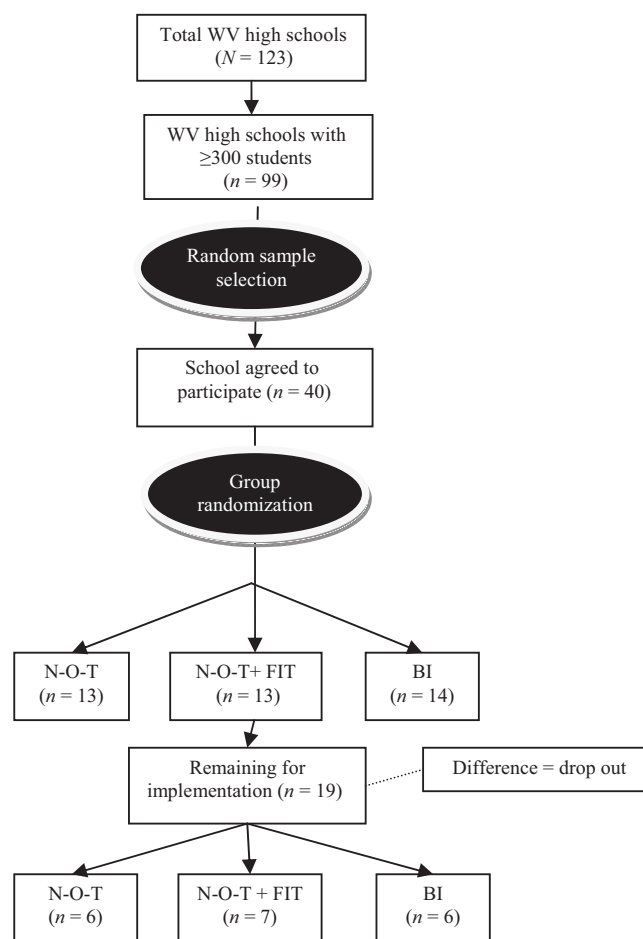 Total WV high schools
(N = 123)
WV high schools with
≥300 students
(n = 99)
Random sample
selection
School agreed to
participate (n = 40)
Group
randomization
N-O-T
(n = 13)
N-O-T+ FIT
(n = 13)
BI
(n = 14)
Remaining for
implementation (n = 19)
Difference = drop out
N-O-T
(n = 6)
N-O-T + FIT
(n = 7)
BI
(n = 6)